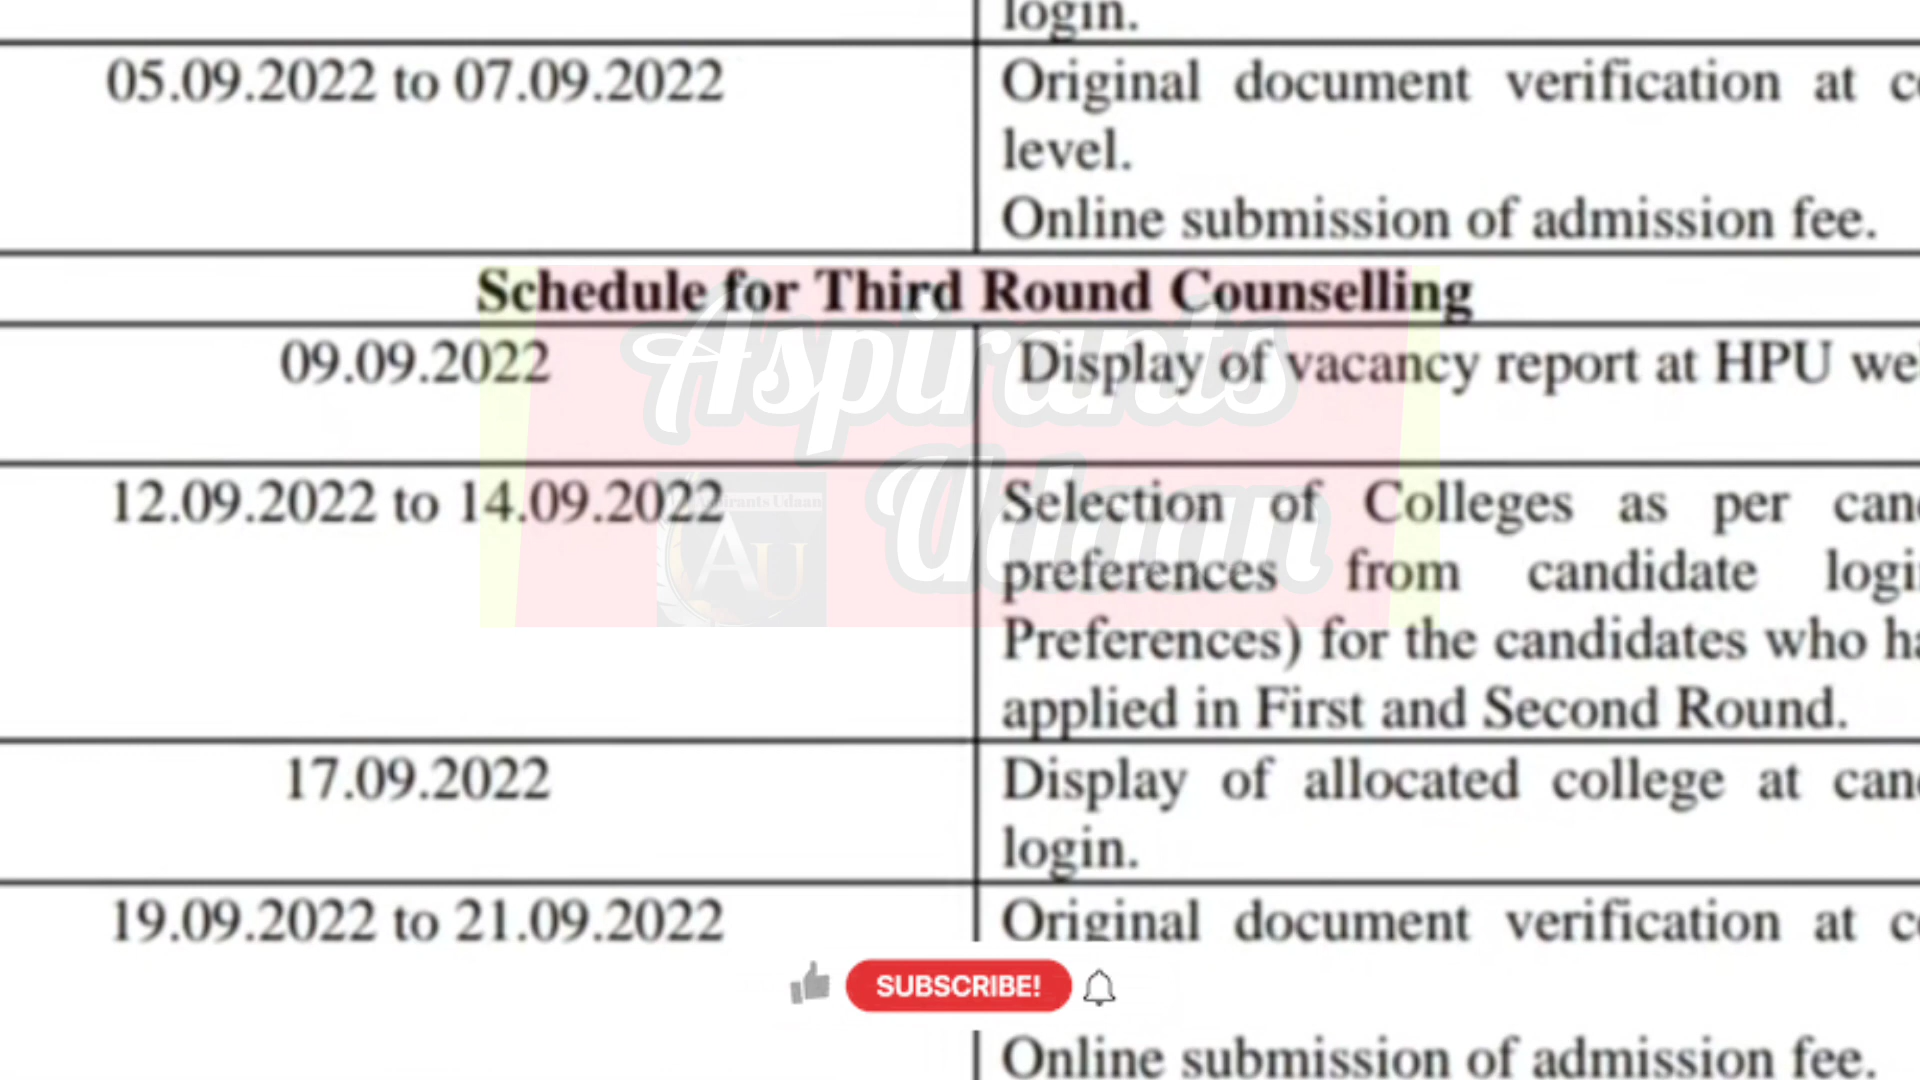 login.
05.09.2022 to 07.09.2022
Original document verification at
level.
Online submission of admission fee.
Schedule for Third Round Counselling
09.09.2022
Display of vacancy report at HPU
12.09.2022 to 14.09.2022
Selection of Colleges as per
preferences from candidate
Preferences) for the candidates who
applied in First and Second Round.
17.09.2022
Display of allocated college at
login.
19.09.2022 to 21.09.2022
Original document verification at
Online submission of admission fee.
Aspirants
Udaan
Aspirants Udaan
AU
SUBSCRIBE!